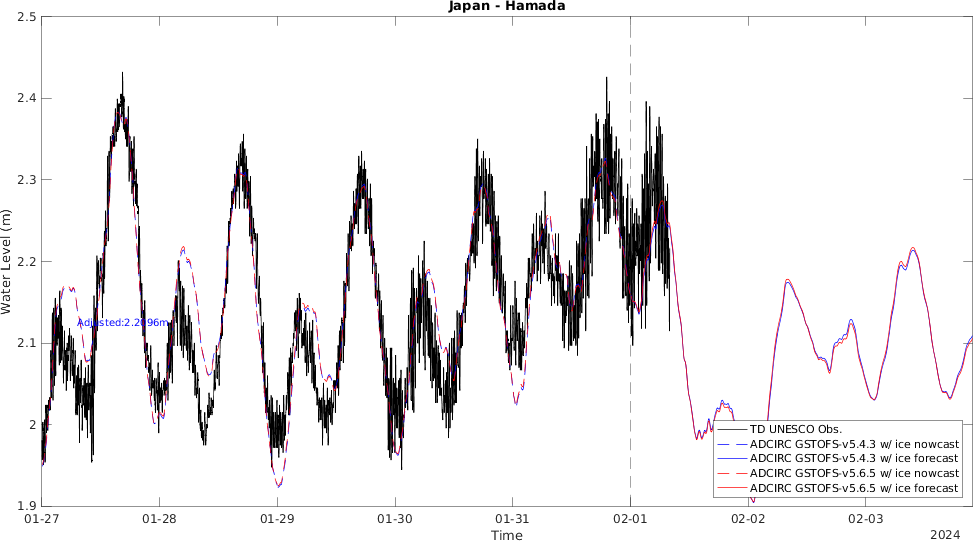 Japan - Hamada
2.5
2.4
2.3
2.2
2.1
2
1.9
Water Level (m)
Adjusted:2.2096m
TD UNESCO Obs.
ADCIRC GSTOFS-v5.4.3 w/ ice nowcast
ADCIRC GSTOFS-v5.4.3 w/ ice forecast
ADCIRC GSTOFS-v5.6.5 w/ ice nowcast
ADCIRC GSTOFS-v5.6.5 w/ ice forecast
01-27 01-28 01-29 01-30 01-31 02-01 02-02 02-03
Time
2024